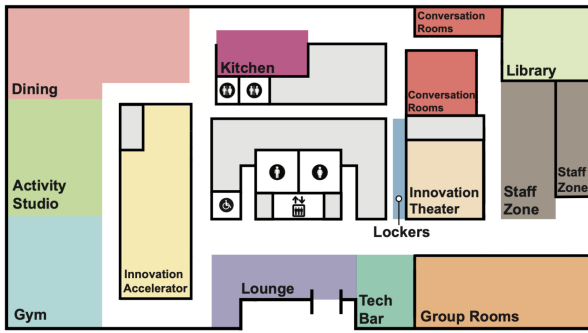 Conversation
Rooms
Library
Kitchen
Dining
Conversation
Rooms
Activity
Studio
Innovation
Theater
Staff
Zone
Staff
Zone
Lockers
Innovation
Accelerator
Lounge
Tech
Bar
Group Rooms
Gym